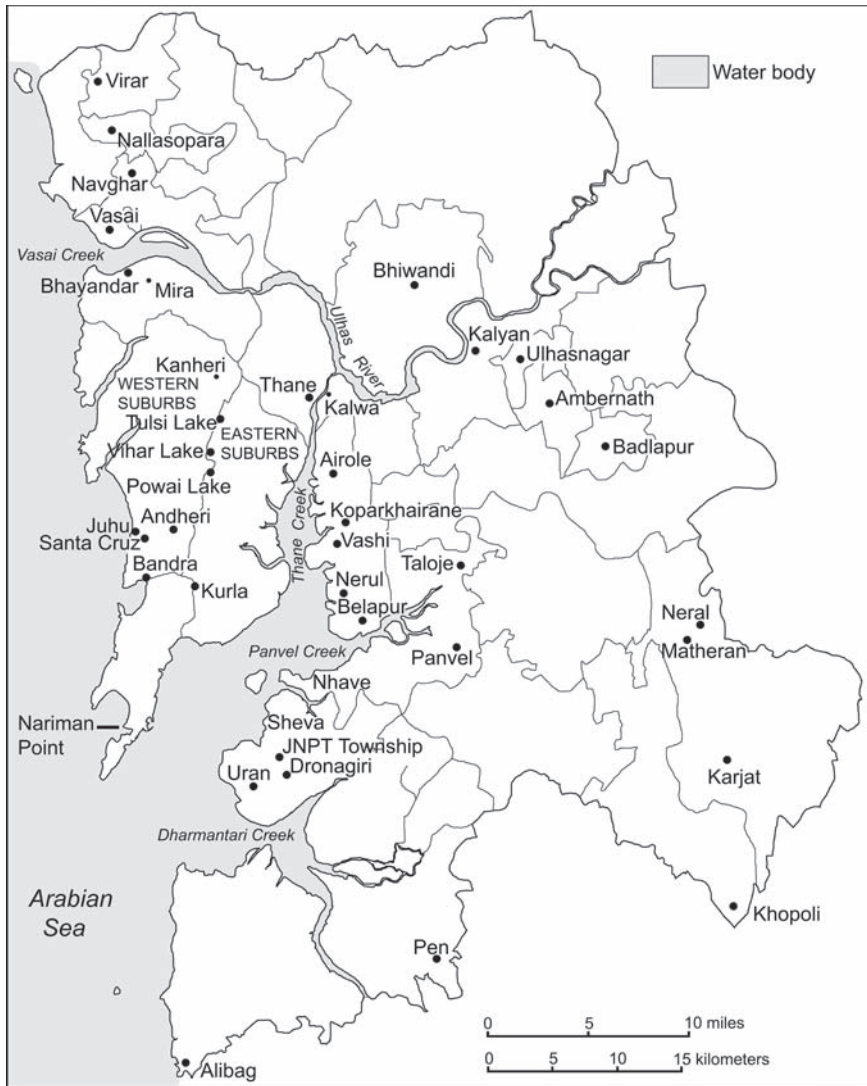 Virar
Water body
Nallasopara
Navghar
Vasai
Vasai Creek
Bhayandar
Mira
Bhiwandi
Ulhas River
Kalyan
Ulhasnagar
Kanheri
WESTERN
SUBURBS
Thane
Kalwa
Ambernath
Tulsi Lake
EASTERN
SUBURBS
Badlapur
Vihar Lake
Airole
Powai Lake
Thane Creek
Koparkhairane
Juhu
Andheri
Santa Cruz
Vashi
Taloje
Bandra
Kurla
Nerul
Belapur
Neral
Matheran
Panvel Creek
Panvel
Nhave
Sheva
Nariman
Point
JNPT Township
Dronagiri
Uran
Karjat
Dharmantari Creek
Arabian
Sea
Khopoli
Pen
0 5 10 miles
0 5 10 15 kilometers
Alibag